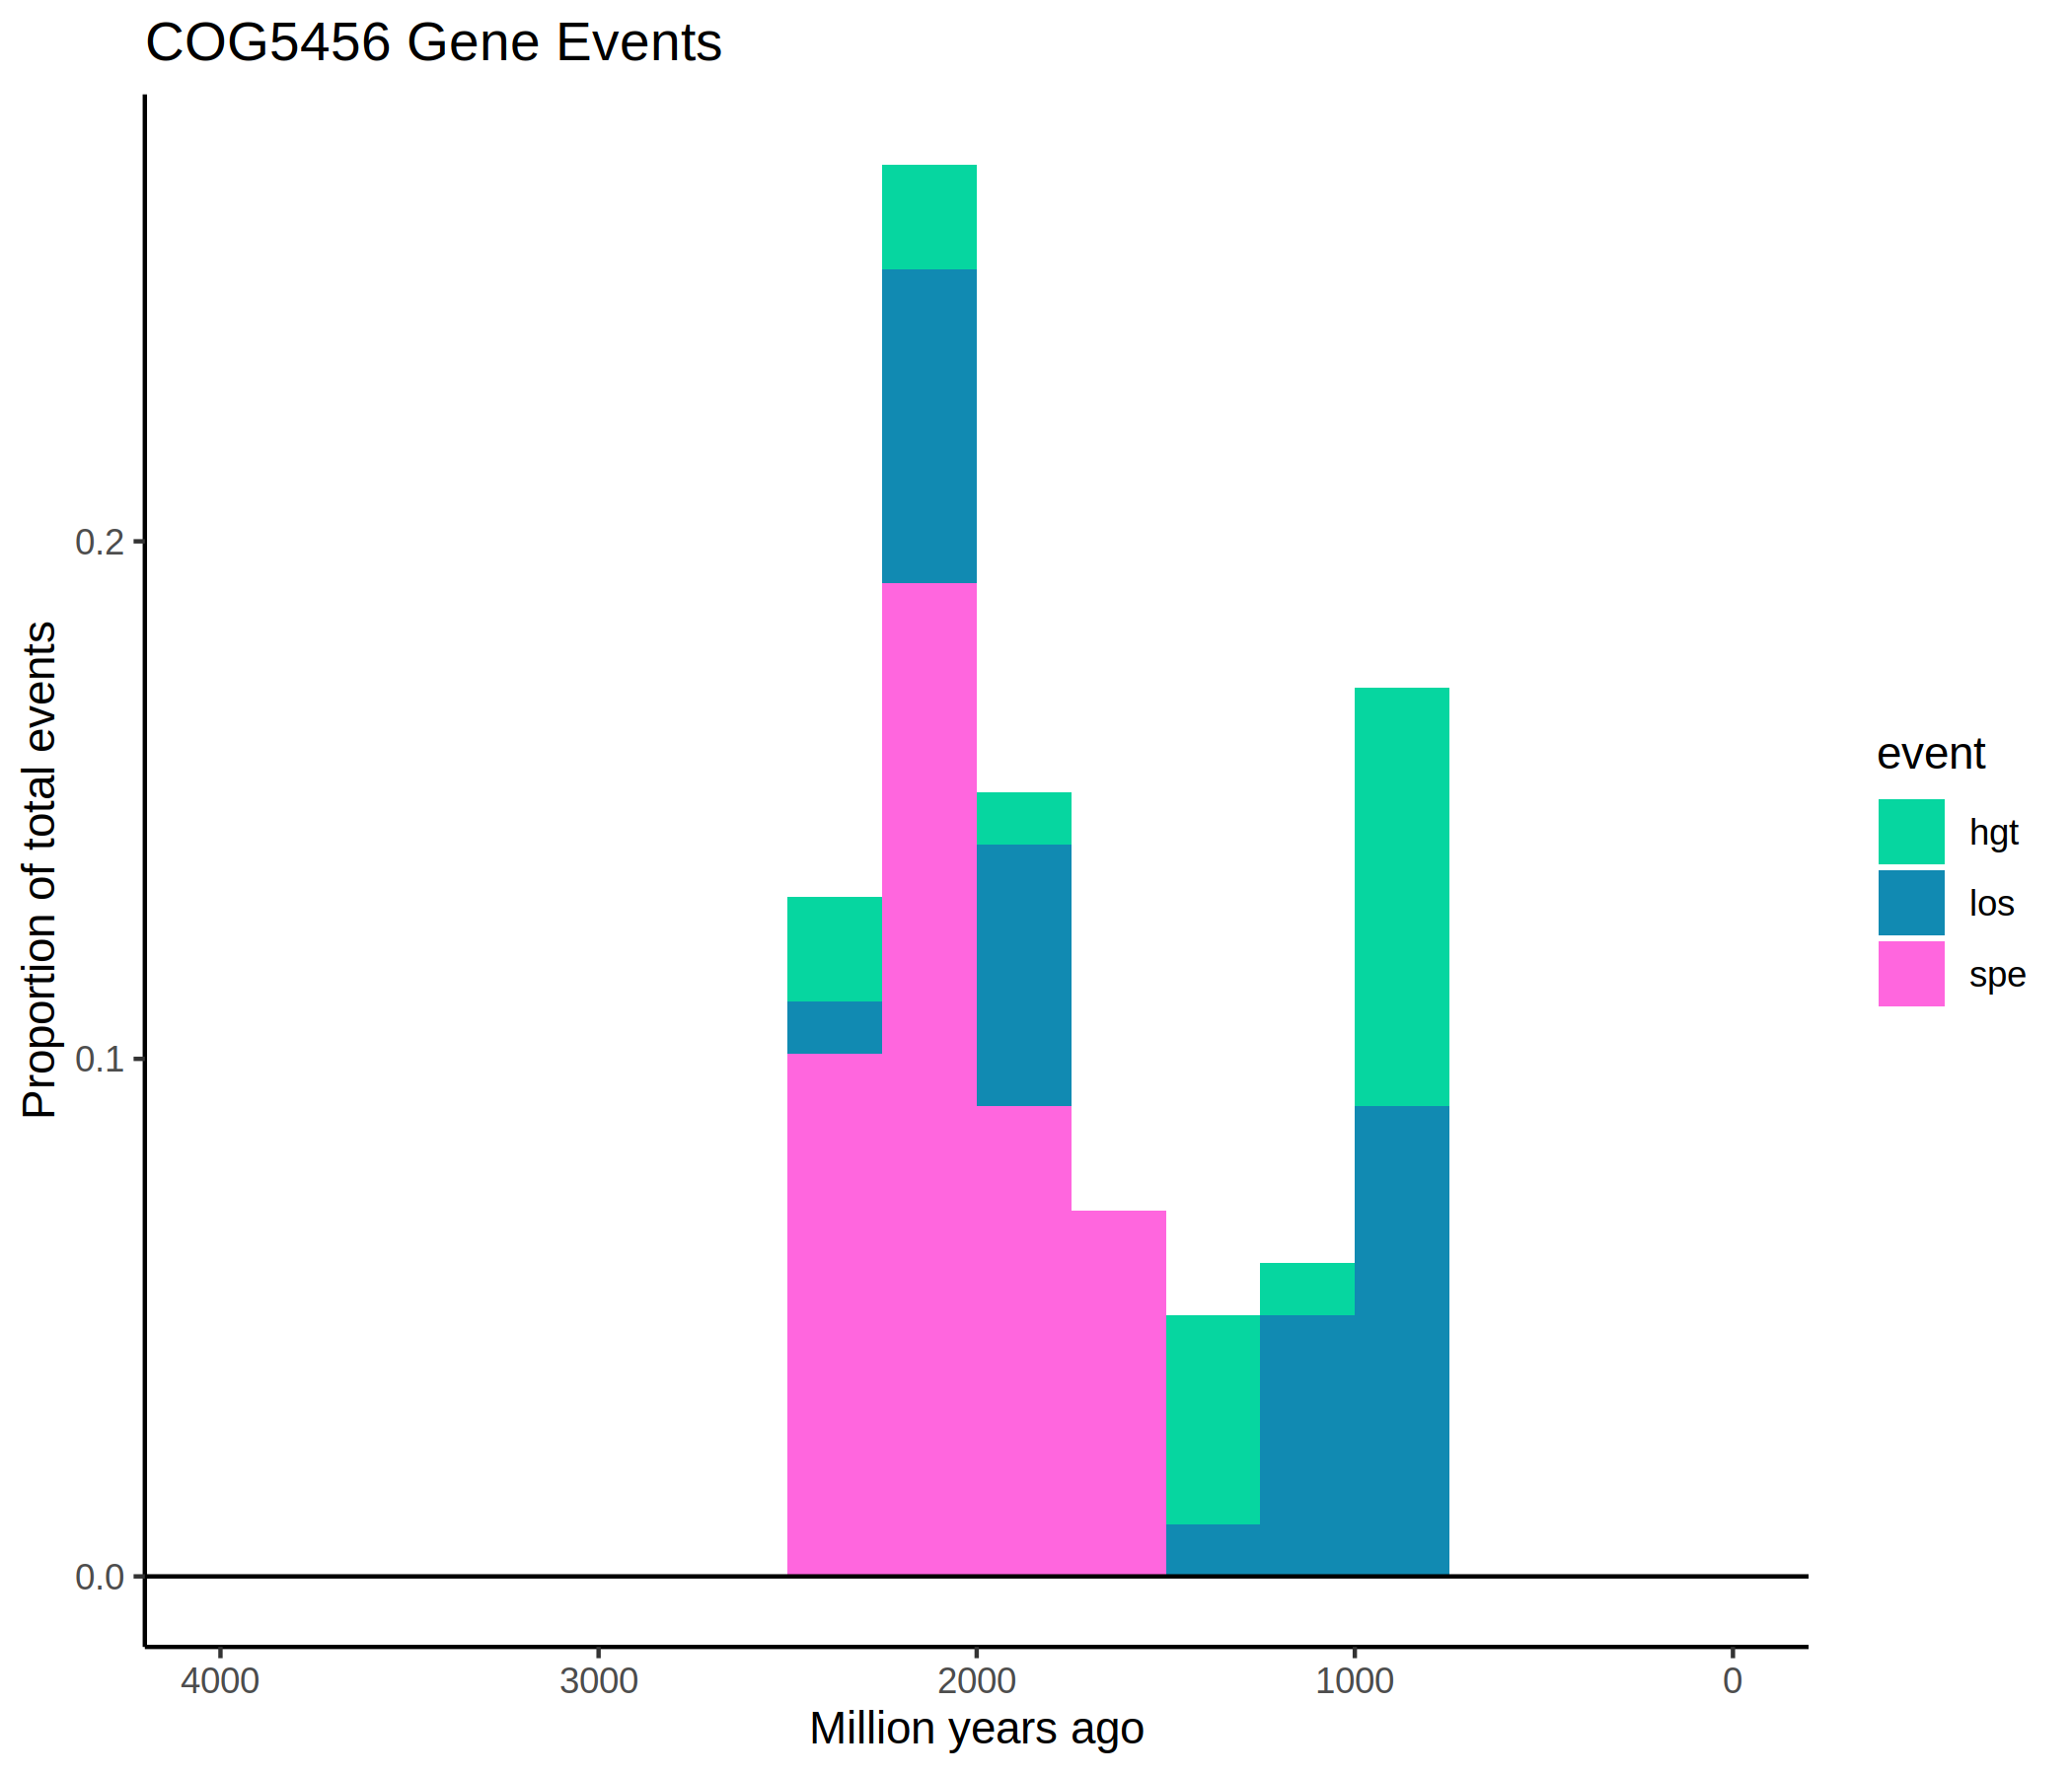 COG5456 Gene Events
Proportion of total events
0.2
0.1
0.0
4000 3000 2000 1000 0
Million years ago
event
hgt
los
spe